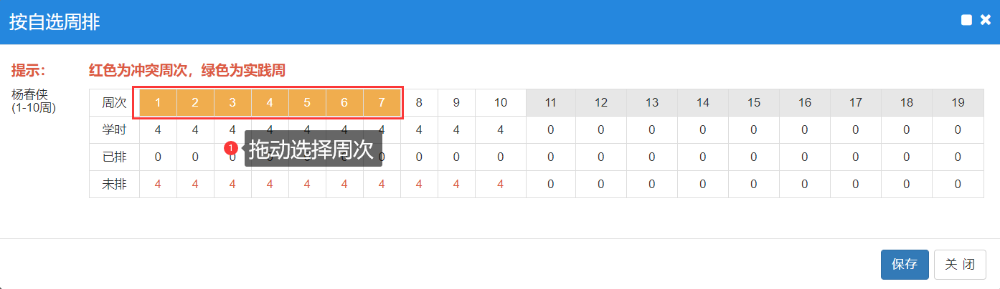 按自选周排
提示： 红色为冲突周次，绿色为实践周
杨春侠
(1-10周)
周次 1 2 3 4 5 6 7 8 9 10 11 12 13 14 15 16 17 18 19
学时 4 4 4 4 4 4 4 4 4 4 0 0 0 0 0 0 0 0 0
1 拖动选择周次
已排 0 0 0 0 0 0 0 0 0 0 0 0 0 0 0 0 0 0 0
未排 4 4 4 4 4 4 4 4 4 4 0 0 0 0 0 0 0 0 0
保存 关 闭